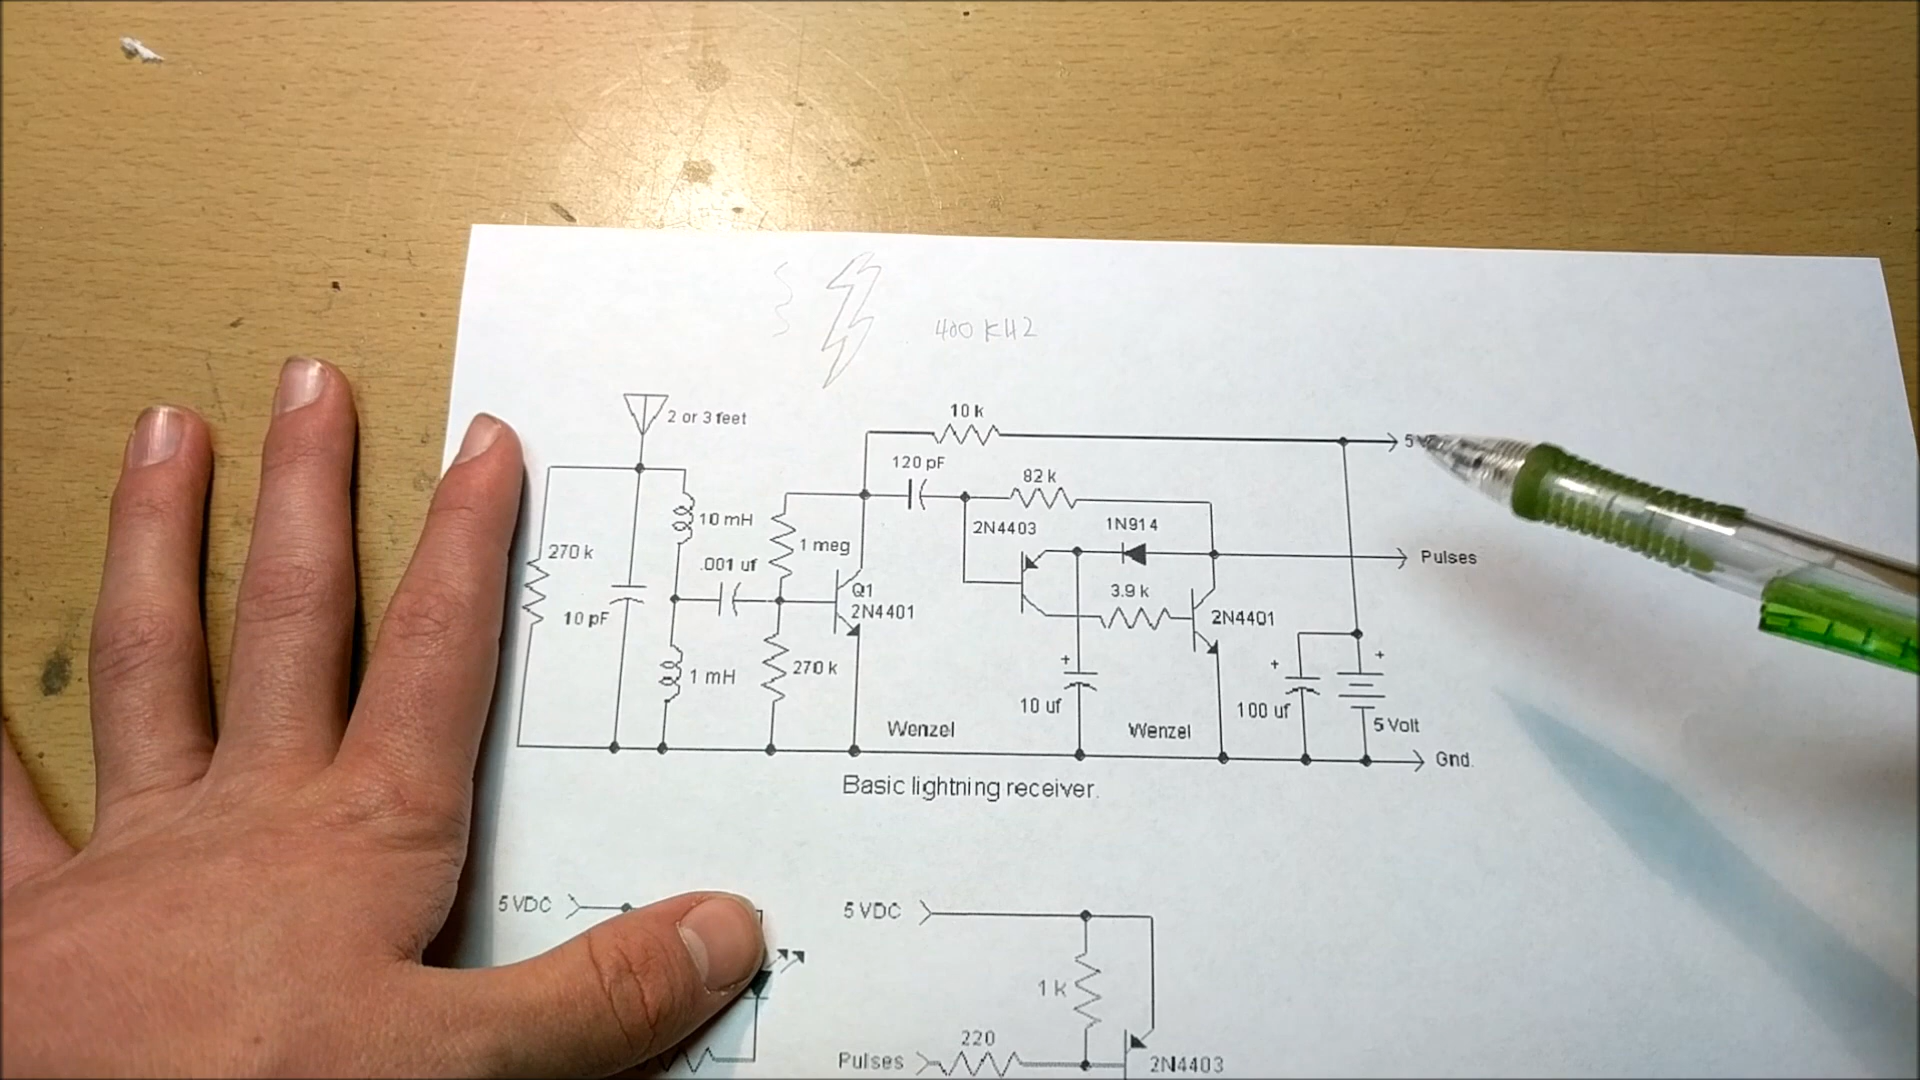 400 KHZ
10 k
2 or 3 feet
5
120 pF
82 k
10 mH
2N4403
1N914
270 k
1 meg
Pulses
.001 uf
3.9 k
Q1
2N4401
10 pF
2N4401
1 mH
270 k
+
+
+
10 uf
100 uf
5 Volt
Wenzel
Wenzel
Gnd.
Basic lightning receiver.
5 VDC
5 VDC
1 k
220
Pulses
2N4403